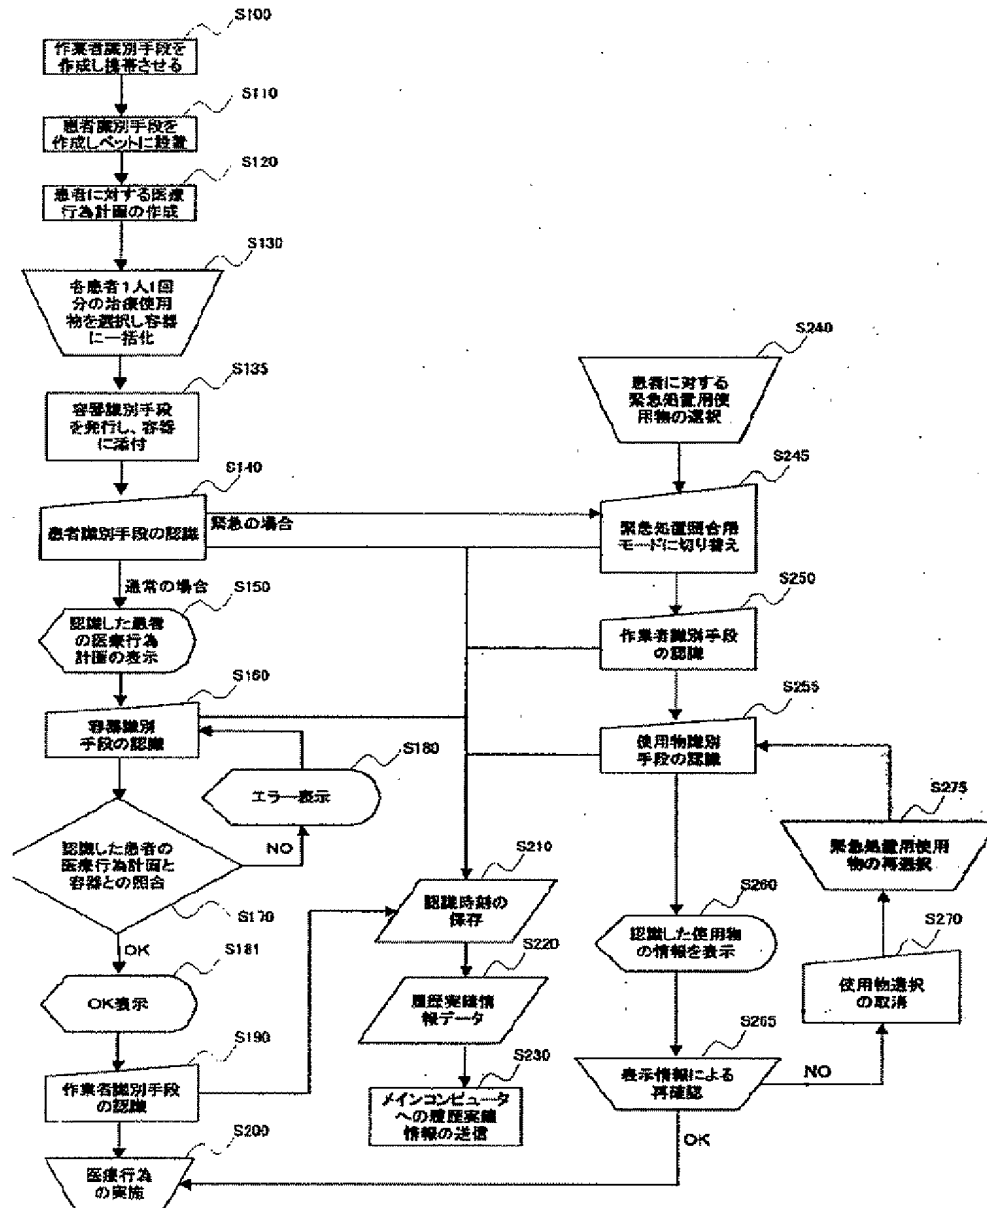 S100
作業者識別手段を
作成し携帯させる
S110
患者識別手段を
作成しベットに設置
S120
患者に対する医療
行為計画の作成
S130
各患者1人1回
分の治療使用
物を選択し容器
に一括化
S135
容器識別手段
を発行し、容器
に添付
S140
患者識別手段の認識
緊急の場合
通常の場合
S150
認識した患者
の医療行為
計画の表示
S160
容器識別
手段の認識
S180
エラー表示
NO
認識した患者の
医療行為計画と
容器との照合
S170
OK
S181
OK表示
S190
作業者識別手段
の認識
S200
医療行為
の実施
S210
認識時刻の
保存
S220
履歴実績情
報データ
S230
メインコンピュータ
への履歴実績
情報の送信
S240
患者に対する
緊急処置用使
用物の選択
S245
緊急処置照合用
モードに切り替え
S250
作業者識別手段
の認識
S255
使用物識別
手段の認識
S260
認識した使用物
の情報を表示
S265
表示情報による
再確認
NO
OK
S270
使用物選択
の取消
S275
緊急処置用使用
物の再選択